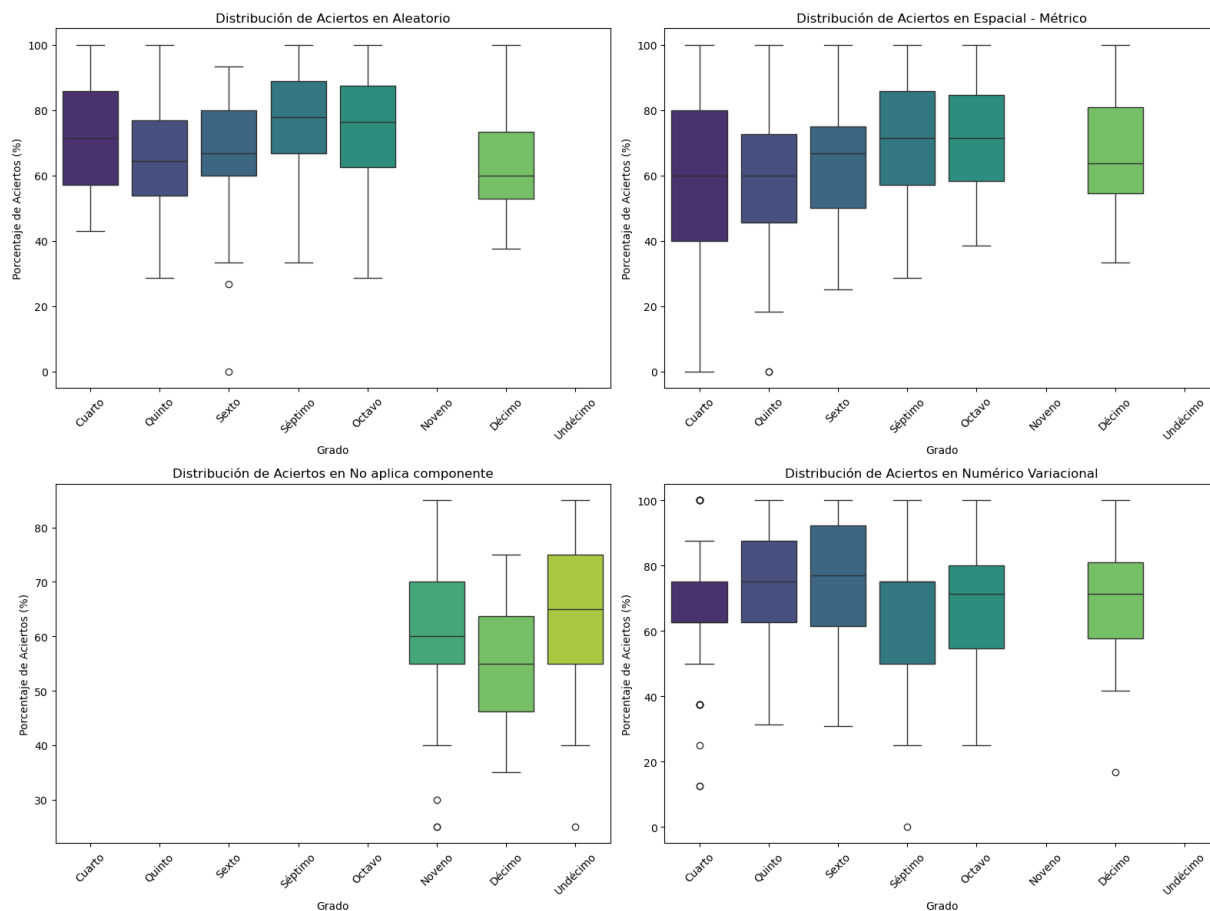 Distribución de Aciertos en Aleatorio
Porcentaje de Aciertos (%)
100
80
60
40
20
0
Cuarto
Quinto
Sexto
Séptimo
Octavo
Noveno
Décimo
Undécimo
Grado
Distribución de Aciertos en Espacial - Métrico
Porcentaje de Aciertos (%)
100
80
60
40
20
0
Cuarto
Quinto
Sexto
Séptimo
Octavo
Noveno
Décimo
Undécimo
Grado
Distribución de Aciertos en No aplica componente
Porcentaje de Aciertos (%)
80
70
60
50
40
30
Cuarto
Quinto
Sexto
Séptimo
Octavo
Noveno
Décimo
Undécimo
Grado
Distribución de Aciertos en Numérico Variacional
Porcentaje de Aciertos (%)
100
80
60
40
20
0
Cuarto
Quinto
Sexto
Séptimo
Octavo
Noveno
Décimo
Undécimo
Grado